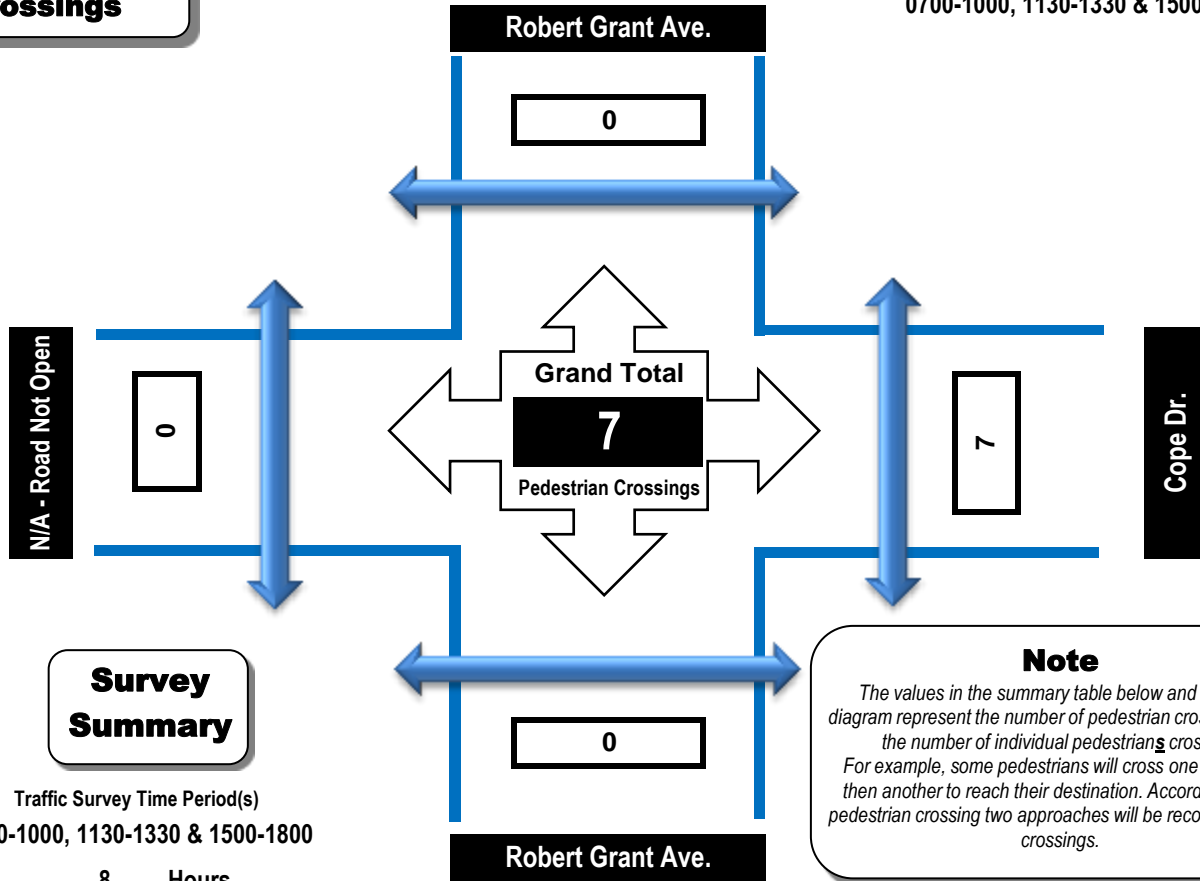 ossings
0700-1000, 1130-1330 & 1500
Robert Grant Ave.
0
N/A - Road Not Open
0
Grand Total
7
Pedestrian Crossings
7
Cope Dr.
0
Robert Grant Ave.
Survey
Summary
Traffic Survey Time Period(s)
0-1000, 1130-1330 & 1500-1800
8 Hours
Note
The values in the summary table below and
diagram represent the number of pedestrian cros
the number of individual pedestrians cros
For example, some pedestrians will cross one
then another to reach their destination. Accord
pedestrian crossing two approaches will be reco
crossings.